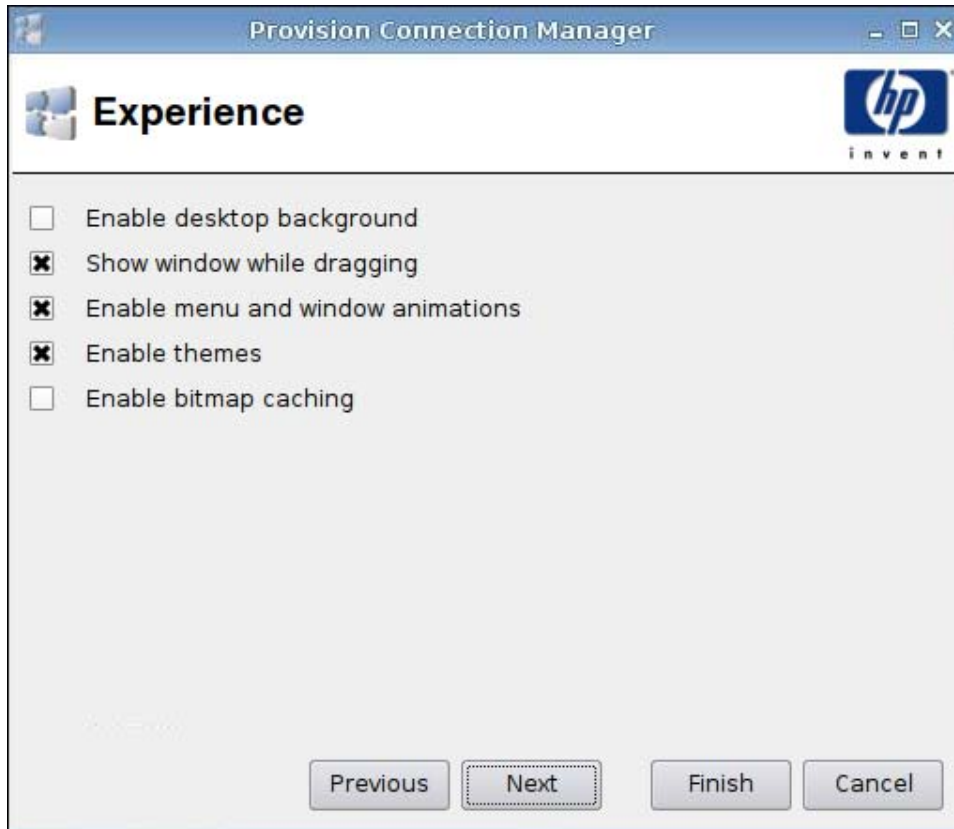 Provision Connection Manager
Experience
hp
invent
Enable desktop background
Show window while dragging
Enable menu and window animations
Enable themes
Enable bitmap caching
Previous
Next
Finish
Cancel